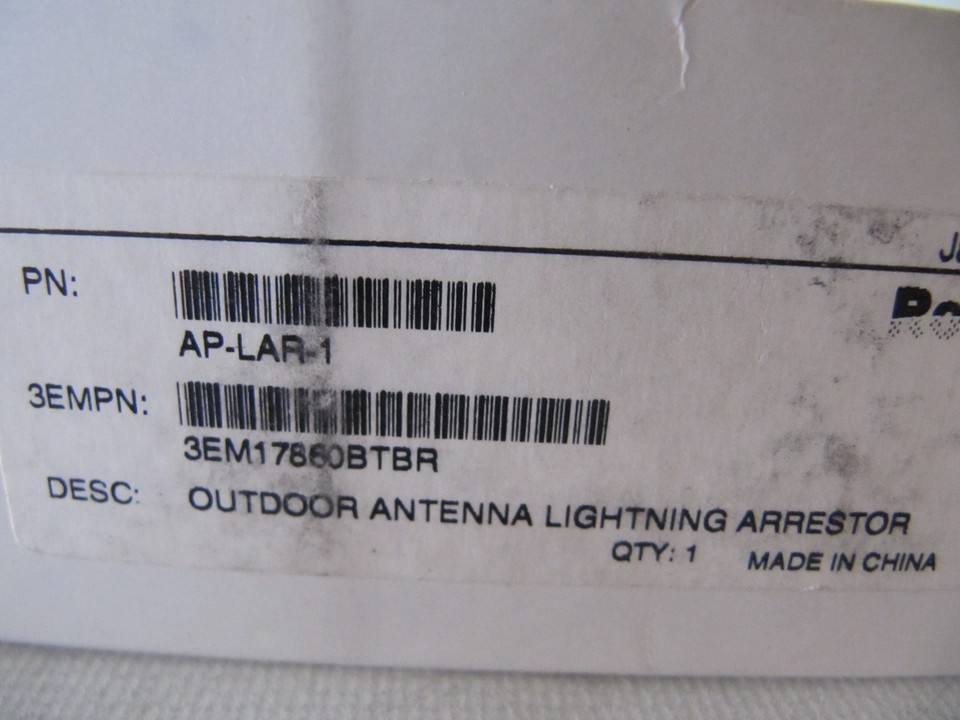 PN:
AP-LAR-1
3EMPN:
3EM17860BTBR
DESC: OUTDOOR ANTENNA LIGHTNING ARRESTOR
QTY: 1 MADE IN CHINA